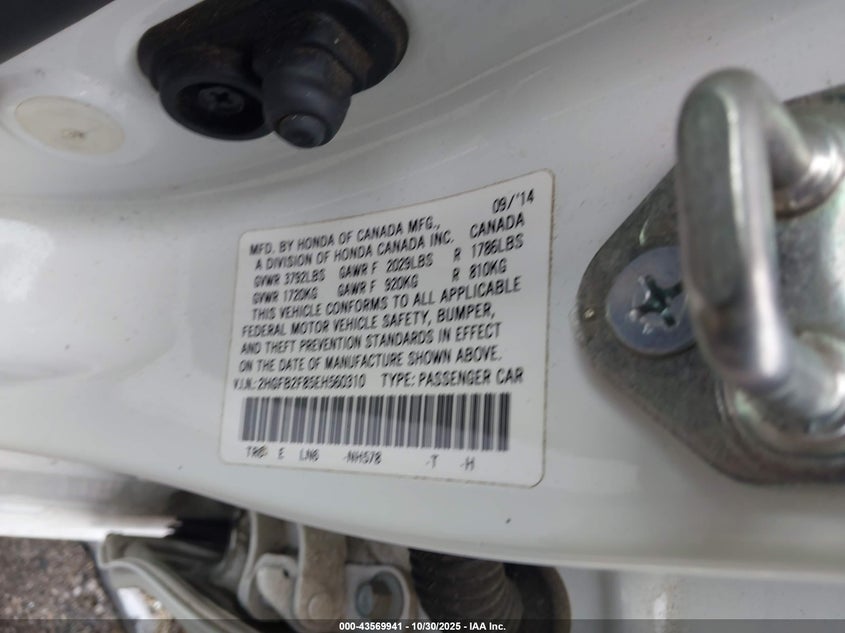 MFD. BY HONDA OF CANADA MFG., 09/'14
A DIVISION OF HONDA CANADA INC. CANADA
GVWR 3792LBS GAWR F 2029LBS R 1786LBS
GVWR 1720KG GAWR F 920KG R 810KG
THIS VEHICLE CONFORMS TO ALL APPLICABLE
FEDERAL MOTOR VEHICLE SAFETY, BUMPER,
AND THEFT PREVENTION STANDARDS IN EFFECT
ON THE DATE OF MANUFACTURE SHOWN ABOVE.
V.I.N.: 2HGFB2F85EH560310 TYPE: PASSENGER CAR
E -NH578 -T -H
000-43569941 - 10/30/2025 - IAA Inc.